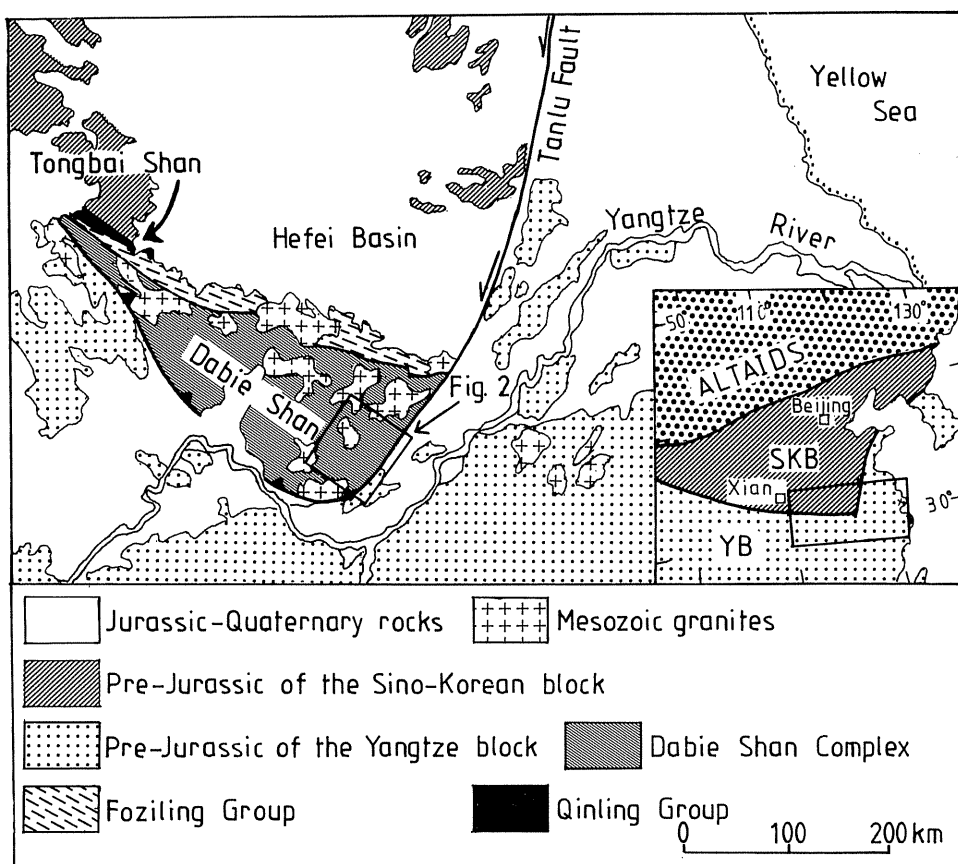 Tanlu Fault
Yellow
Sea
Tongbai Shan
Hefei Basin
Yangtze
River
Dabie Shan
Fig. 2
50°
110°
130°
ALTAIDS
Beijing
SKB
Xian
30°
YB
Jurassic-Quaternary rocks
Mesozoic granites
Pre-Jurassic of the Sino-Korean block
Pre-Jurassic of the Yangtze block
Dabie Shan Complex
Foziling Group
Qinling Group
0 100 200 km